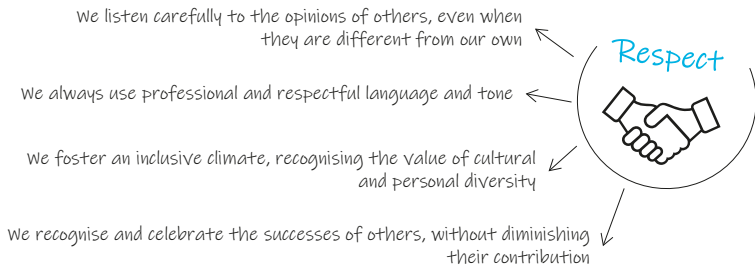 We listen carefully to the opinions of others, even when
they are different from our own
Respect
We always use professional and respectful language and tone
We foster an inclusive climate, recognising the value of cultural
and personal diversity
We recognise and celebrate the successes of others, without diminishing
their contribution